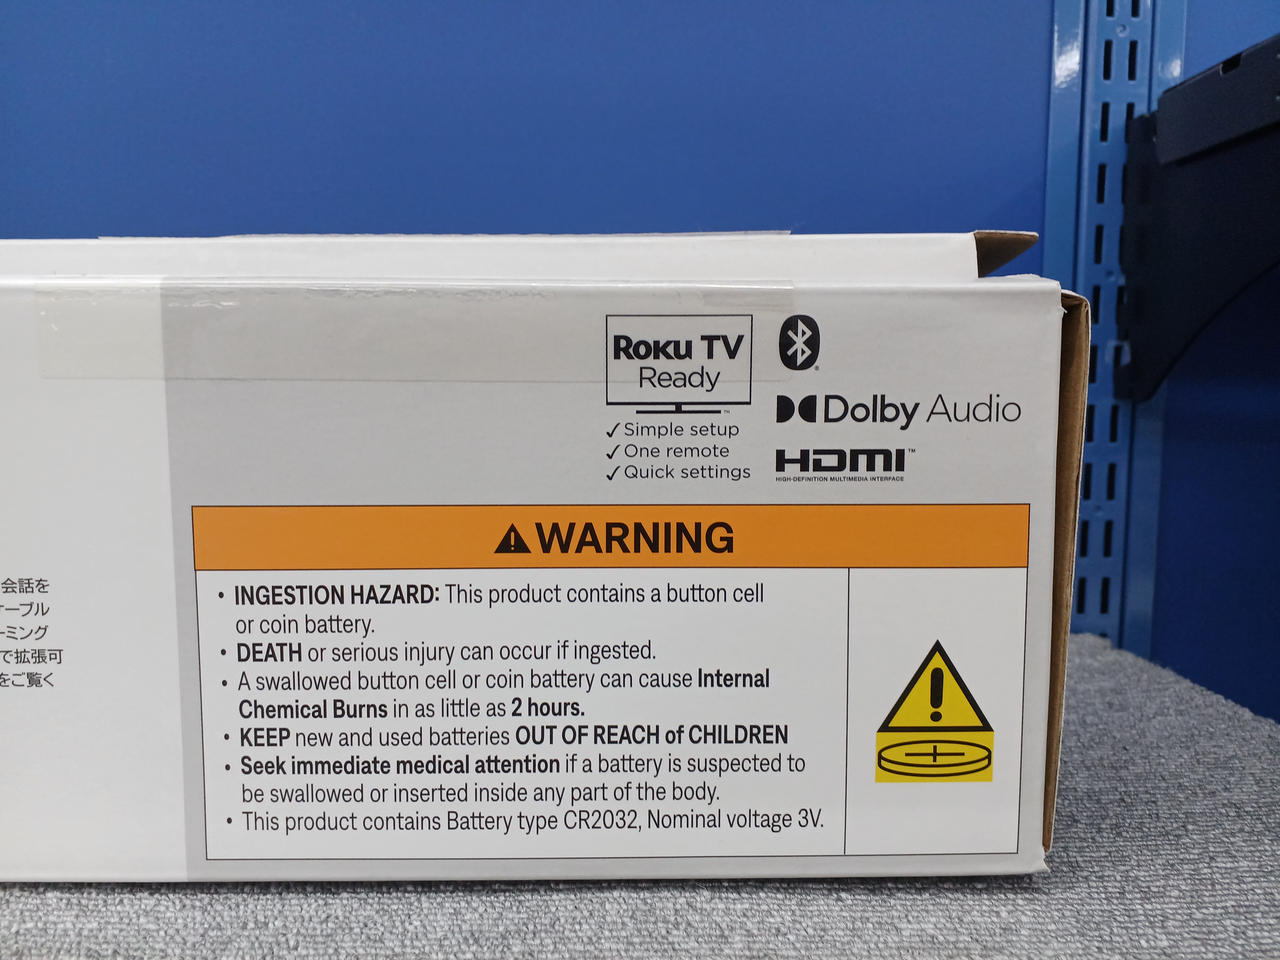 Roku TV
Ready
™
✓ Simple setup
✓ One remote
✓ Quick settings
Dolby Audio
HDMI™
HIGH-DEFINITION MULTIMEDIA INTERFACE
WARNING
• INGESTION HAZARD: This product contains a button cell
or coin battery.
• DEATH or serious injury can occur if ingested.
• A swallowed button cell or coin battery can cause Internal
Chemical Burns in as little as 2 hours.
• KEEP new and used batteries OUT OF REACH of CHILDREN
• Seek immediate medical attention if a battery is suspected to
be swallowed or inserted inside any part of the body.
• This product contains Battery type CR2032, Nominal voltage 3V.
会話を
ケーブル
ーミング
で拡張可
をご覧く